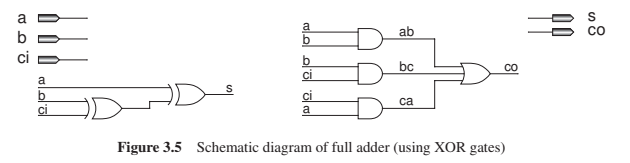 a
b
ci
a
b
ci
s
a
b
ab
b
ci
bc
ci
a
ca
co
s
co
Figure 3.5 Schematic diagram of full adder (using XOR gates)